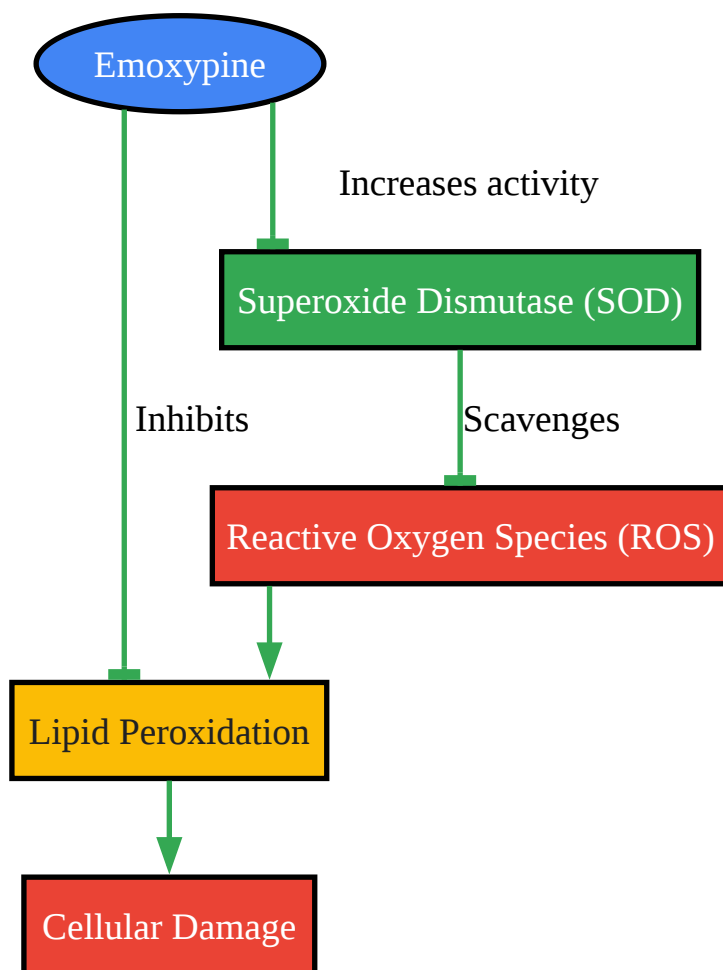 Emoxypine
Increases activity
Superoxide Dismutase (SOD)
Inhibits
Scavenges
Reactive Oxygen Species (ROS)
Lipid Peroxidation
Cellular Damage